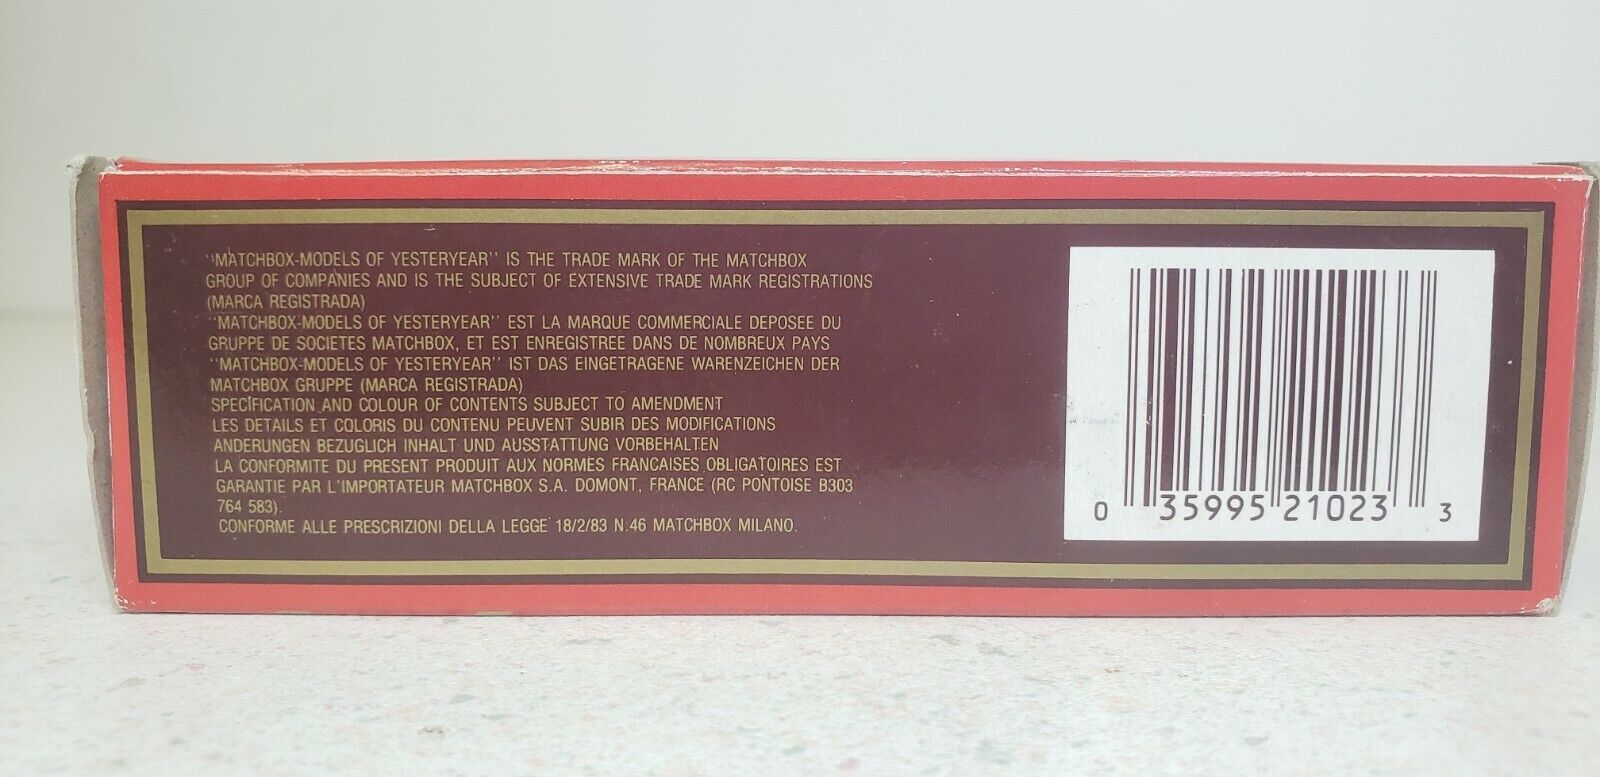 "MATCHBOX-MODELS OF YESTERYEAR" IS THE TRADE MARK OF THE MATCHBOX
GROUP OF COMPANIES AND IS THE SUBJECT OF EXTENSIVE TRADE MARK REGISTRATIONS
(MARCA REGISTRADA)
"MATCHBOX-MODELS OF YESTERYEAR" EST LA MARQUE COMMERCIALE DEPOSEE DU
GRUPPE DE SOCIETES MATCHBOX, ET EST ENREGISTREE DANS DE NOMBREUX PAYS
"MATCHBOX-MODELS OF YESTERYEAR" IST DAS EINGETRAGENE WARENZEICHEN DER
MATCHBOX GRUPPE (MARCA REGISTRADA)
SPECIFICATION AND COLOUR OF CONTENTS SUBJECT TO AMENDMENT
LES DETAILS ET COLORIS DU CONTENU PEUVENT SUBIR DES MODIFICATIONS
ANDERUNGEN BEZUGLICH INHALT UND AUSSTATTUNG VORBEHALTEN
LA CONFORMITE DU PRESENT PRODUIT AUX NORMES FRANCAISES OBLIGATOIRES EST
GARANTIE PAR L'IMPORTATEUR MATCHBOX S.A. DOMONT, FRANCE (RC PONTOISE B303
764 583).
CONFORME ALLE PRESCRIZIONI DELLA LEGGE 18/2/83 N.46 MATCHBOX MILANO.
0 35995 21023 3